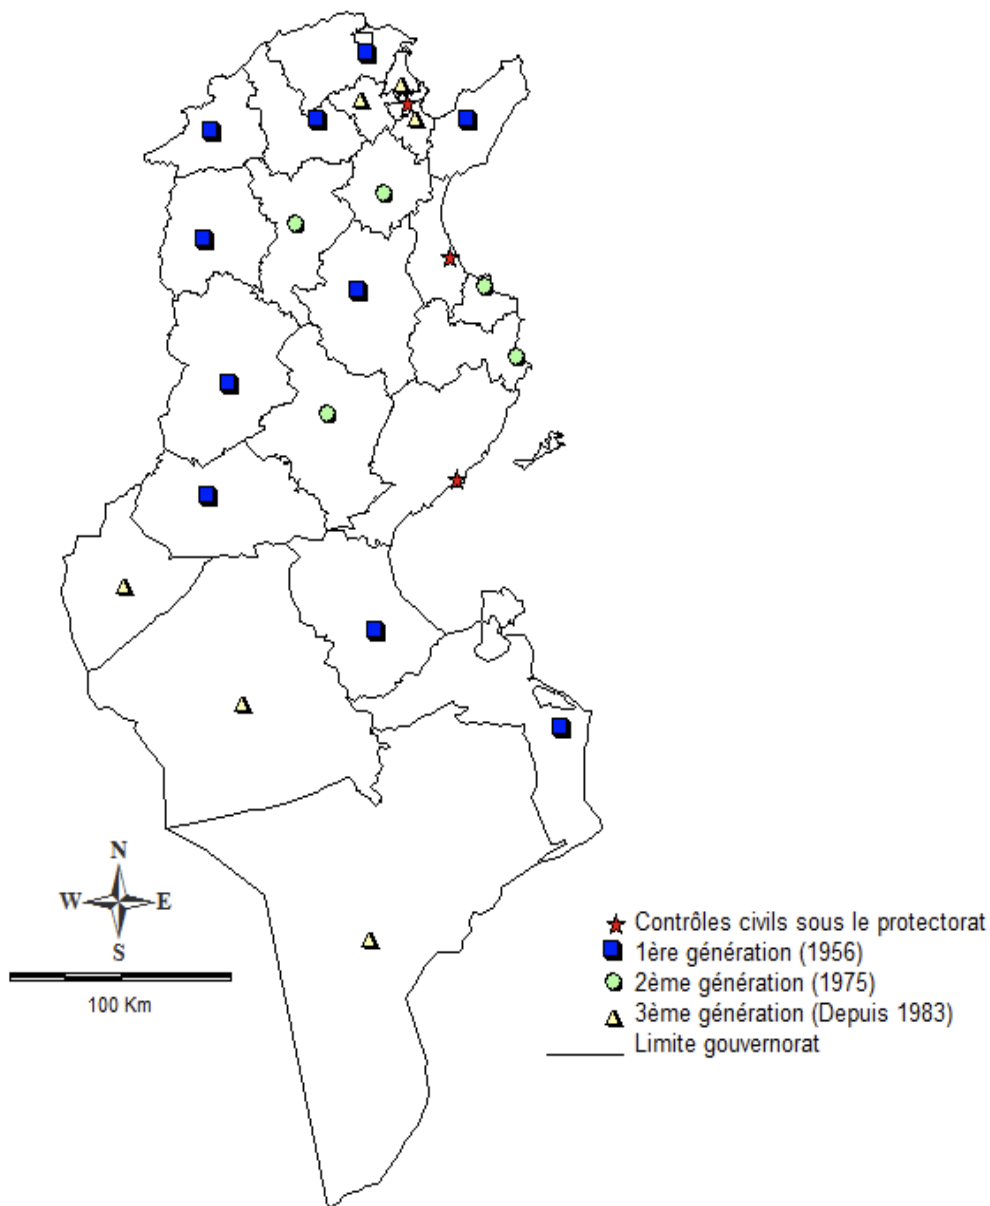 N
W E
S
100 Km
Contrôles civils sous le protectorat
1ère génération (1956)
2ème génération (1975)
3ème génération (Depuis 1983)
Limite gouvernorat